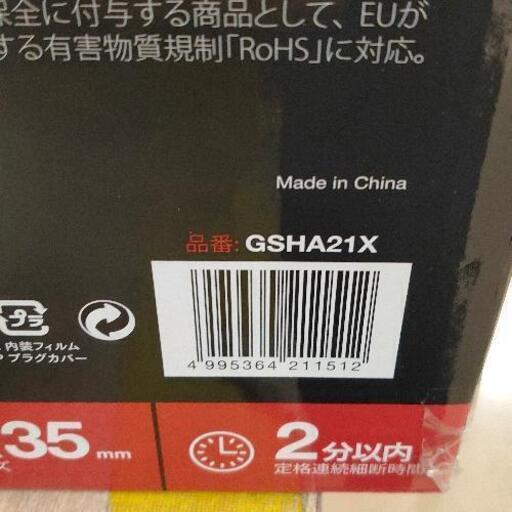 保全に付与する商品として、EUが
する有害物質規制「RoHS」に対応。
Made in China
品番: GSHA21X
4 995364 211512
プラ
内装フィルム
プラグカバー
35 mm
2分以内
定格連続細断時間